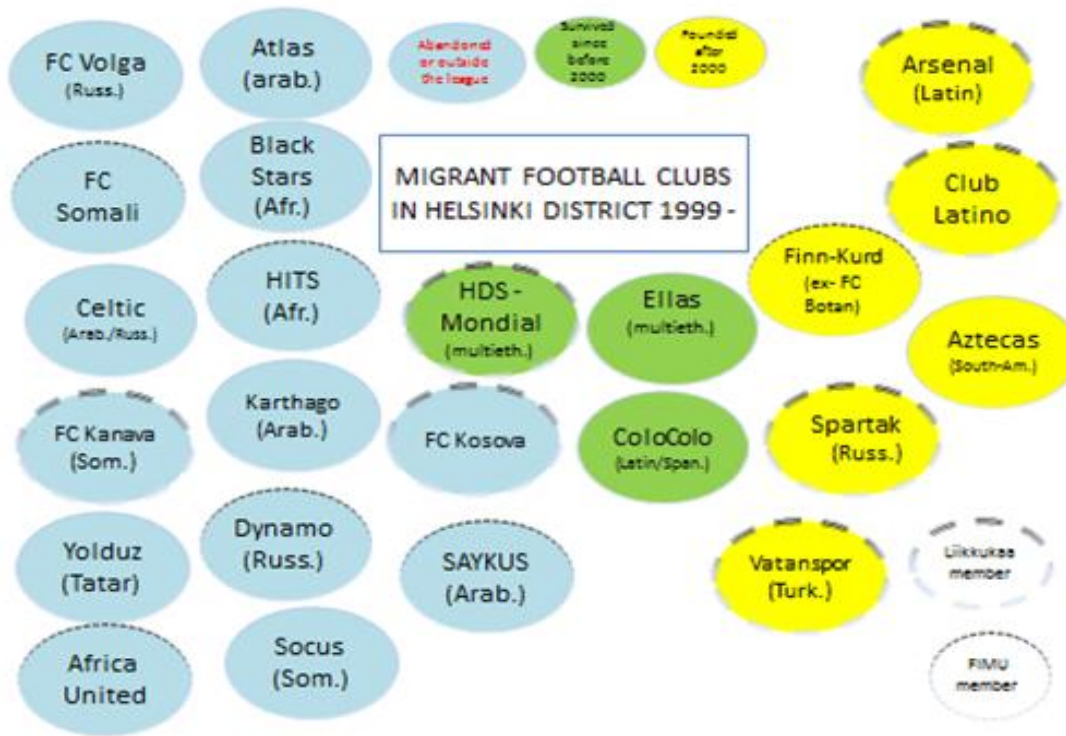 FC Volga
(Russ.)
Atlas
(arab.)
Abandoned
or outside
the league
Survived
since
before
2000
Founded
after
2000
Arsenal
(Latin)
FC
Somali
Black
Stars
(Afr.)
MIGRANT FOOTBALL CLUBS
IN HELSINKI DISTRICT 1999 -
Club
Latino
Celtic
(Arab./Russ.)
HITS
(Afr.)
HDS -
Mondial
(multieth.)
Ellas
(multieth.)
Finn-Kurd
(ex- FC
Botan)
Aztecas
(South-Am.)
FC Kanava
(Som.)
Karthago
(Arab.)
FC Kosova
ColoColo
(Latin/Span.)
Spartak
(Russ.)
Yolduz
(Tatar)
Dynamo
(Russ.)
SAYKUS
(Arab.)
Vatanspor
(Turk.)
Liikkukaa
member
Africa
United
Socus
(Som.)
FIMU
member